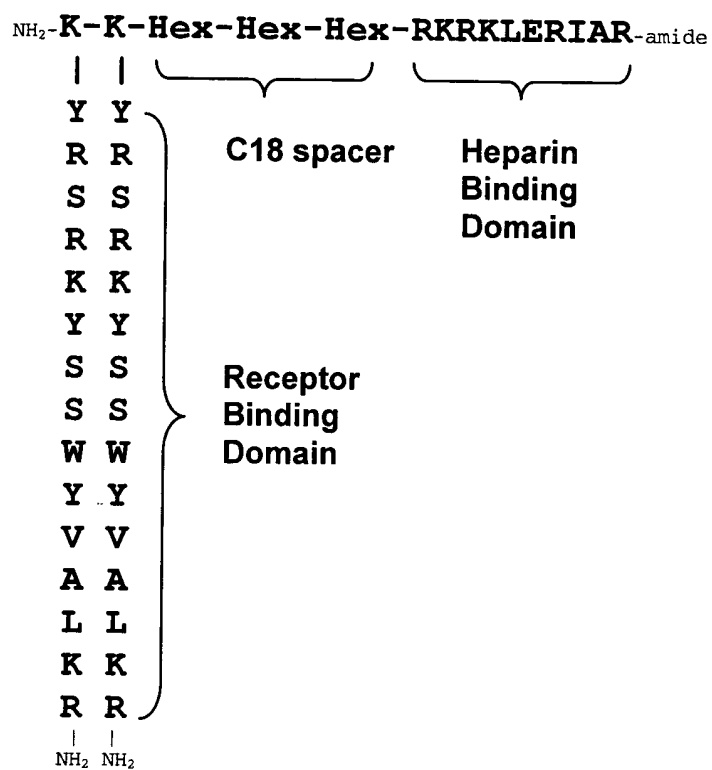 NH₂-K-K-Hex-Hex-Hex-RKRKLERIAR-amide
Y Y
R R
S S
R R
K K
Y Y
S S
S S
W W
Y Y
V V
A A
L L
K K
R R
NH₂ NH₂
C18 spacer
Heparin
Binding
Domain
Receptor
Binding
Domain